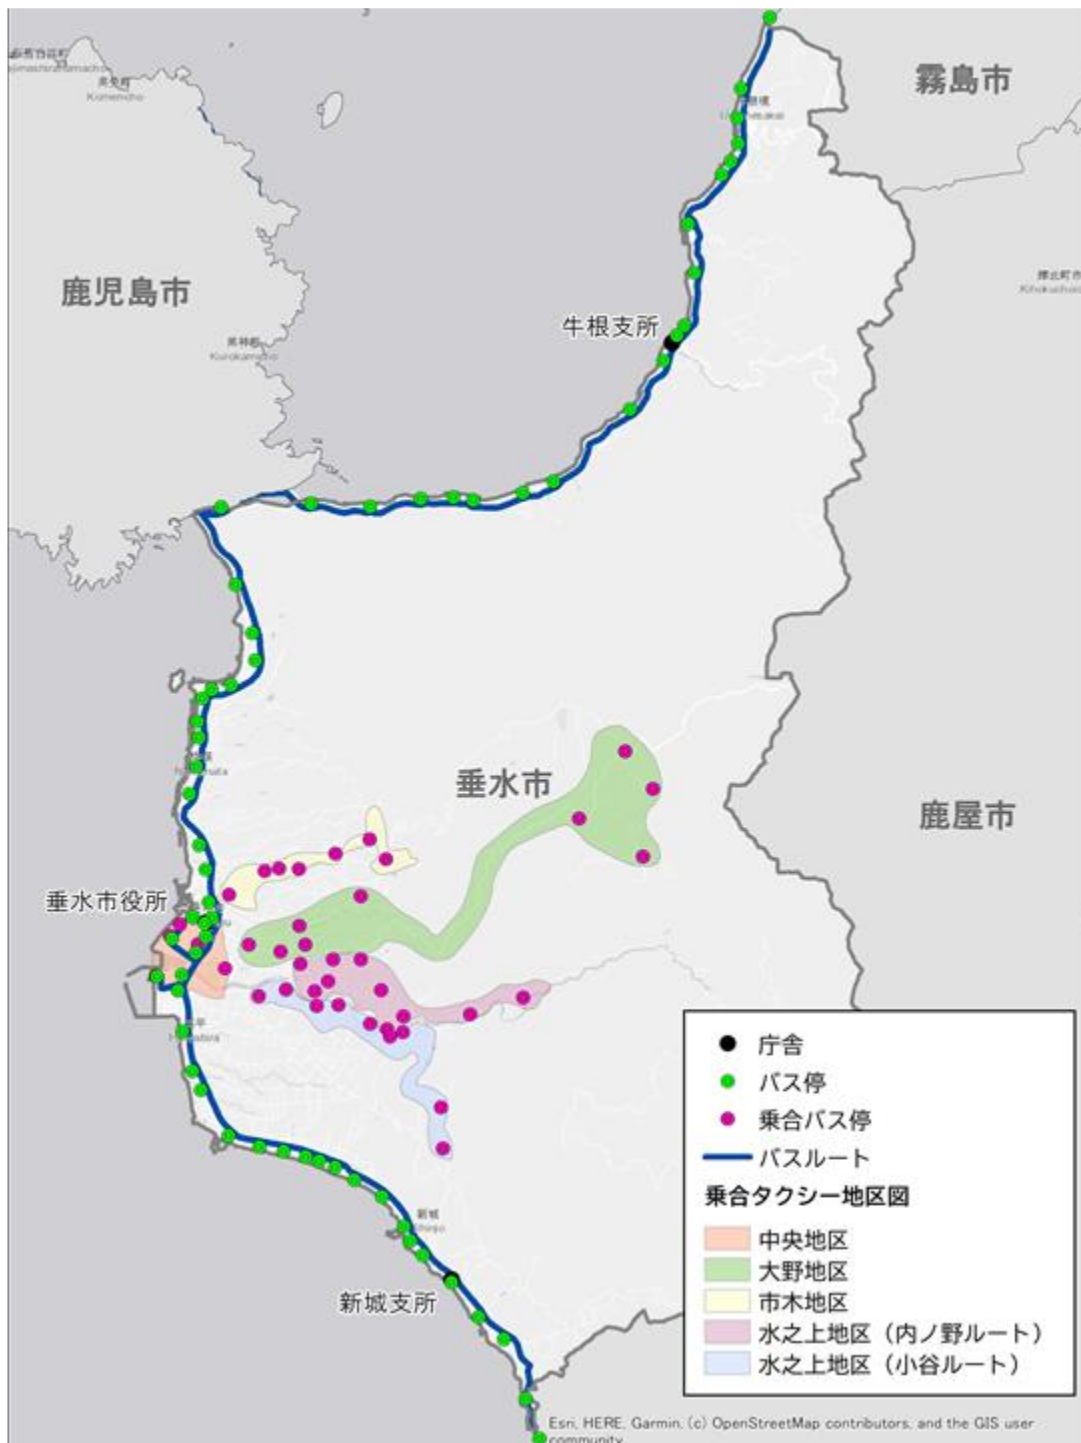 霧島市
鹿児島市
牛根支所
垂水市
鹿屋市
垂水市役所
新城
新城支所
Kurokamicho
庁舎
バス停
乗合バス停
バスルート
乗合タクシー地区図
中央地区
大野地区
市木地区
水之上地区（内ノ野ルート）
水之上地区（小谷ルート）
Esri, HERE, Garmin, (c) OpenStreetMap contributors, and the GIS user
community